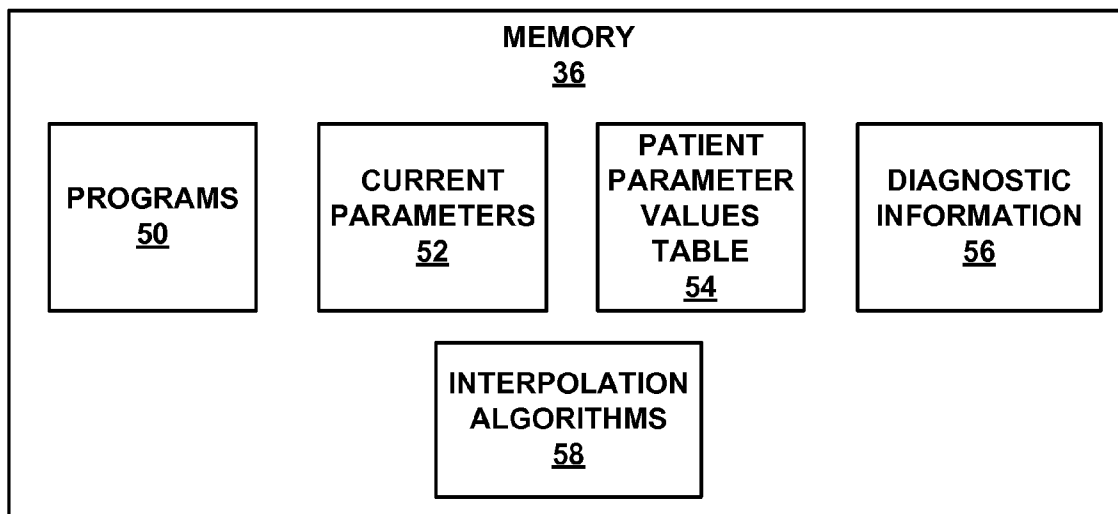 MEMORY
36
PROGRAMS
50
CURRENT
PARAMETERS
52
PATIENT
PARAMETER
VALUES
TABLE
54
DIAGNOSTIC
INFORMATION
56
INTERPOLATION
ALGORITHMS
58